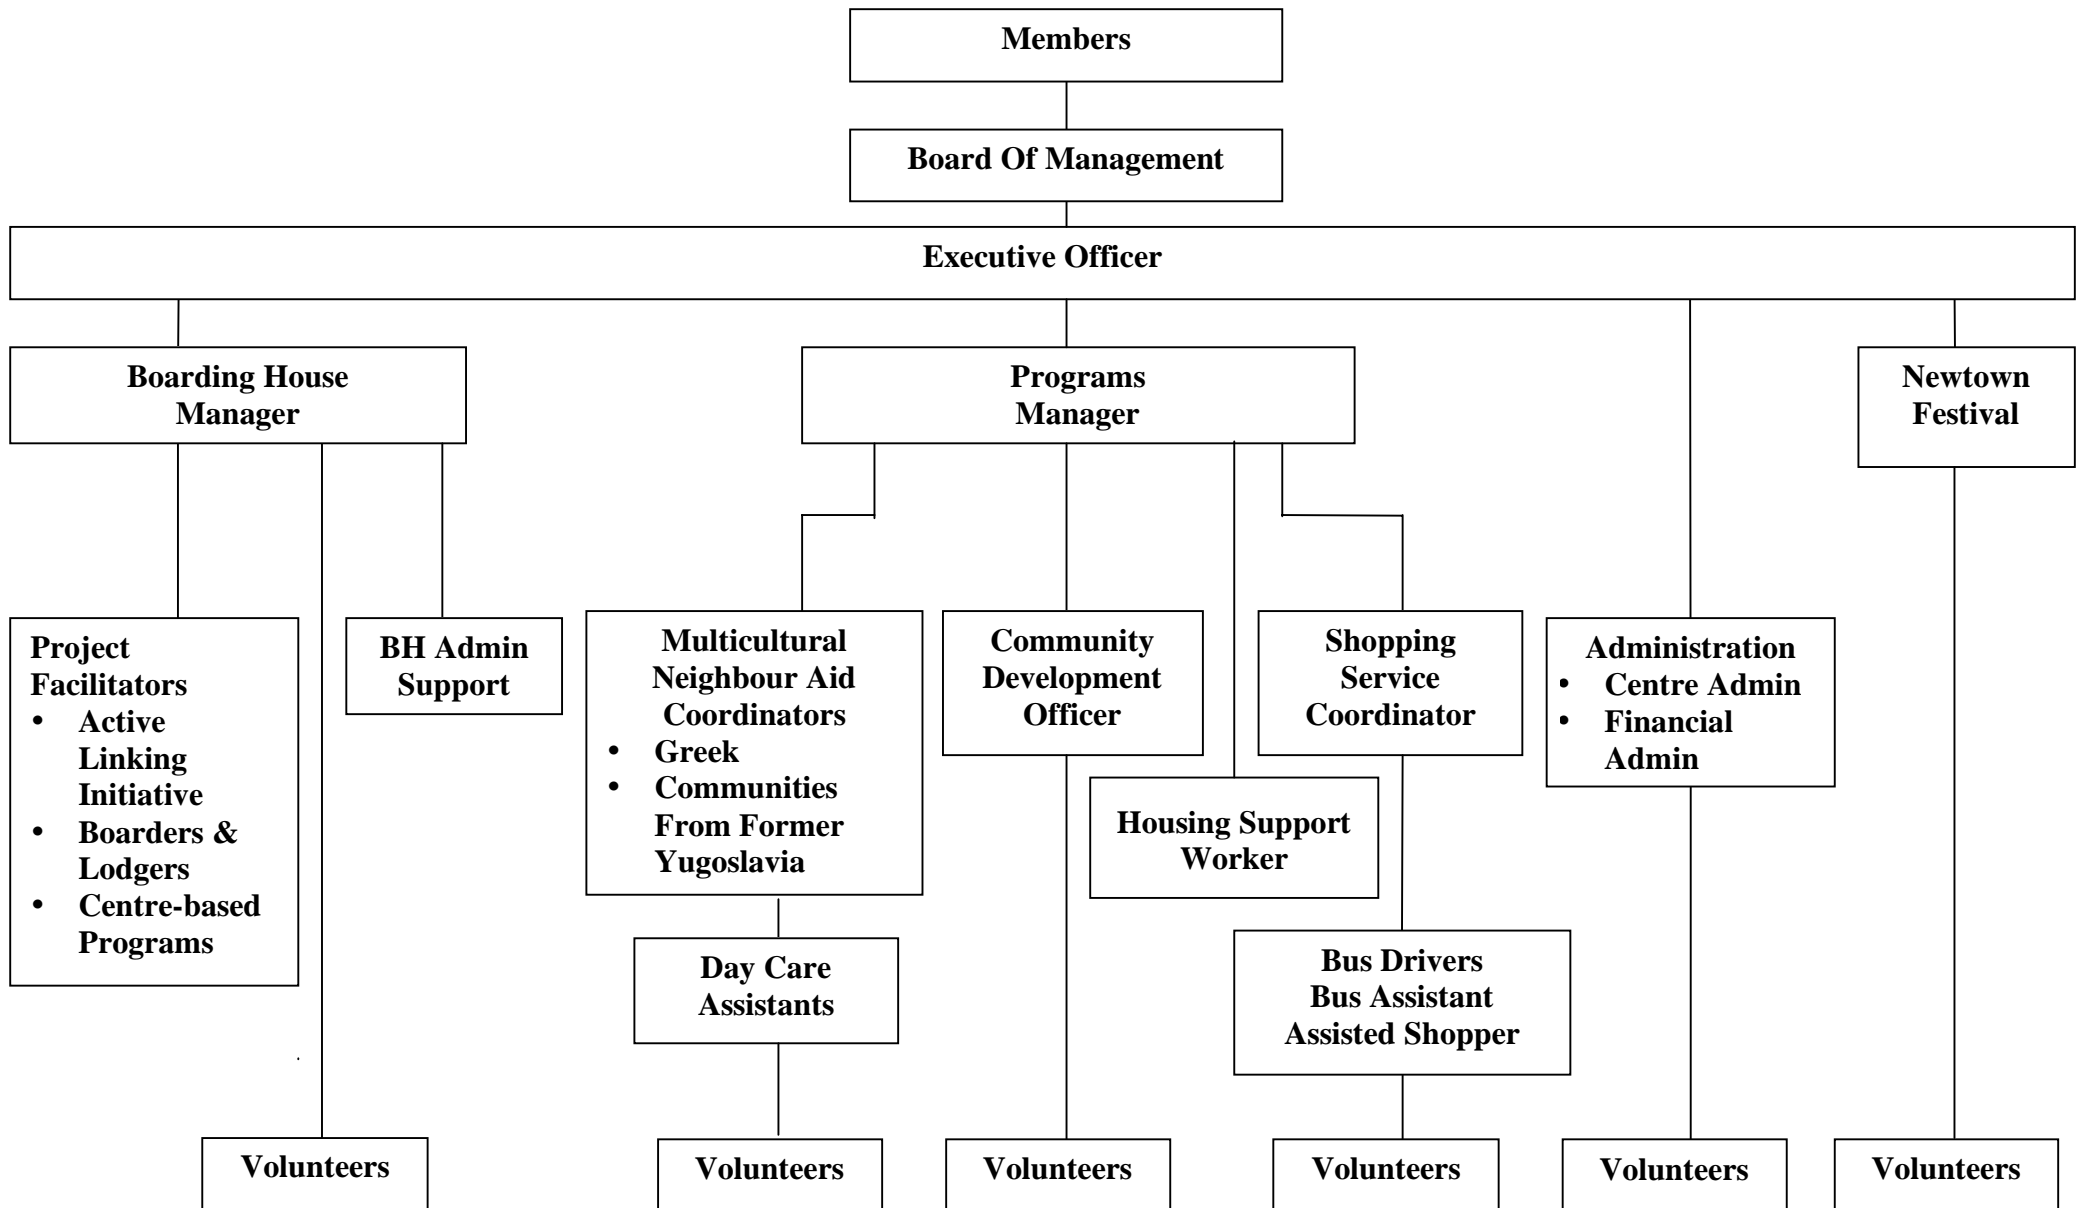 Members
Board Of Management
Executive Officer
Boarding House
Manager
Programs
Manager
Newtown
Festival
Project
Facilitators
• Active
Linking
Initiative
• Boarders &
Lodgers
• Centre-based
Programs
BH Admin
Support
Multicultural
Neighbour Aid
Coordinators
• Greek
• Communities
From Former
Yugoslavia
Community
Development
Officer
Shopping
Service
Coordinator
Administration
• Centre Admin
• Financial
Admin
Housing Support
Worker
Day Care
Assistants
Bus Drivers
Bus Assistant
Assisted Shopper
Volunteers
Volunteers
Volunteers
Volunteers
Volunteers
Volunteers